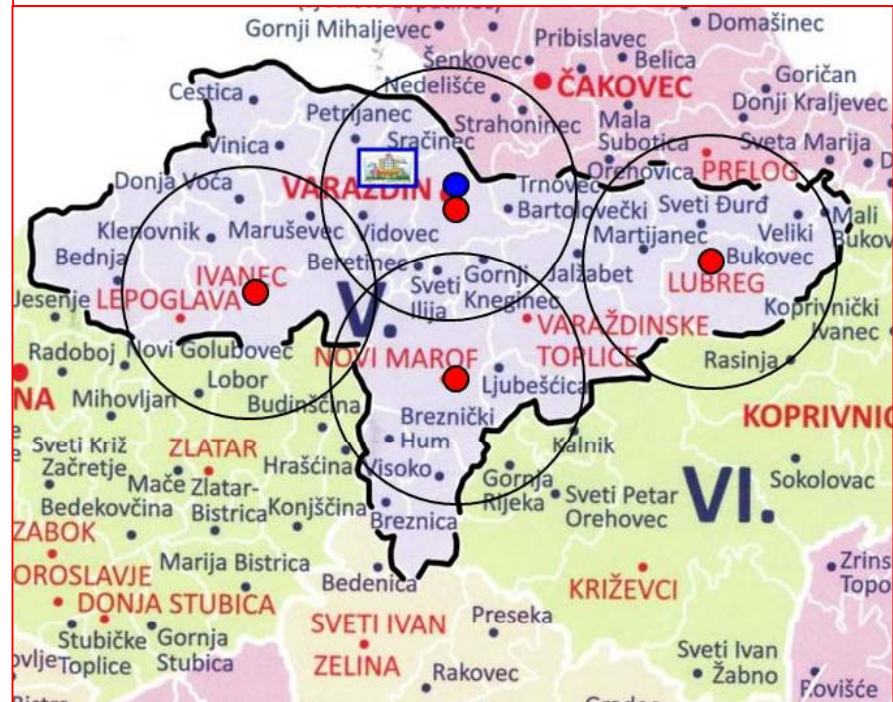 Gornji Mihaljevec
Domašinec
Pribislavec
Šenkovec
Belica
Goričan
Nedelišće
ČAKOVEC
Cestica
Donji Kraljevec
Petrijanec
Strahoninec
Mala
Subotica
Vinica
Sračinec
Sveta Marija
Orehovica
PRELOG
Donja Voća
VARAŽDIN
Trnovec
Bartolovečki
Sveti Đurđ
Mali
Bukov
Klenovnik
Maruševec
Vidovec
Martijanec
Veliki
Bukovec
Bednja
Beretinec
Sveti
Ilija
Gornji
Kneginec
Jalžabet
IVANEC
LUBREG
Jesenje
LEPOGLAVA
V.
VARAŽDINSKE
TOPLICE
Koprivnički
Ivanec
Radoboj
Novi Golubovec
NOVI MAROF
Rasinja
Lobor
Ljubešćica
NA
Mihovljan
Budinščina
Breznički
Hum
KOPRIVNIC
Sveti Križ
Začretje
ZLATAR
Hrašćina
Visoko
Kalnik
Gornja
Rijeka
VI.
Sokolovac
Mače
Zlatar-
Bistrica
Bedekovčina
Konjščina
Sveti Petar
Orehovec
Breznica
ZABOK
Marija Bistrica
Zrins
Topo
OROSLAVJE
Bedenica
KRIŽEVCI
DONJA STUBICA
SVETI IVAN
ZELINA
Preseka
Stubičke
Toplice
Gornja
Stubica
Sveti Ivan
Žabno
ovlje
Rakovec
Rovišće